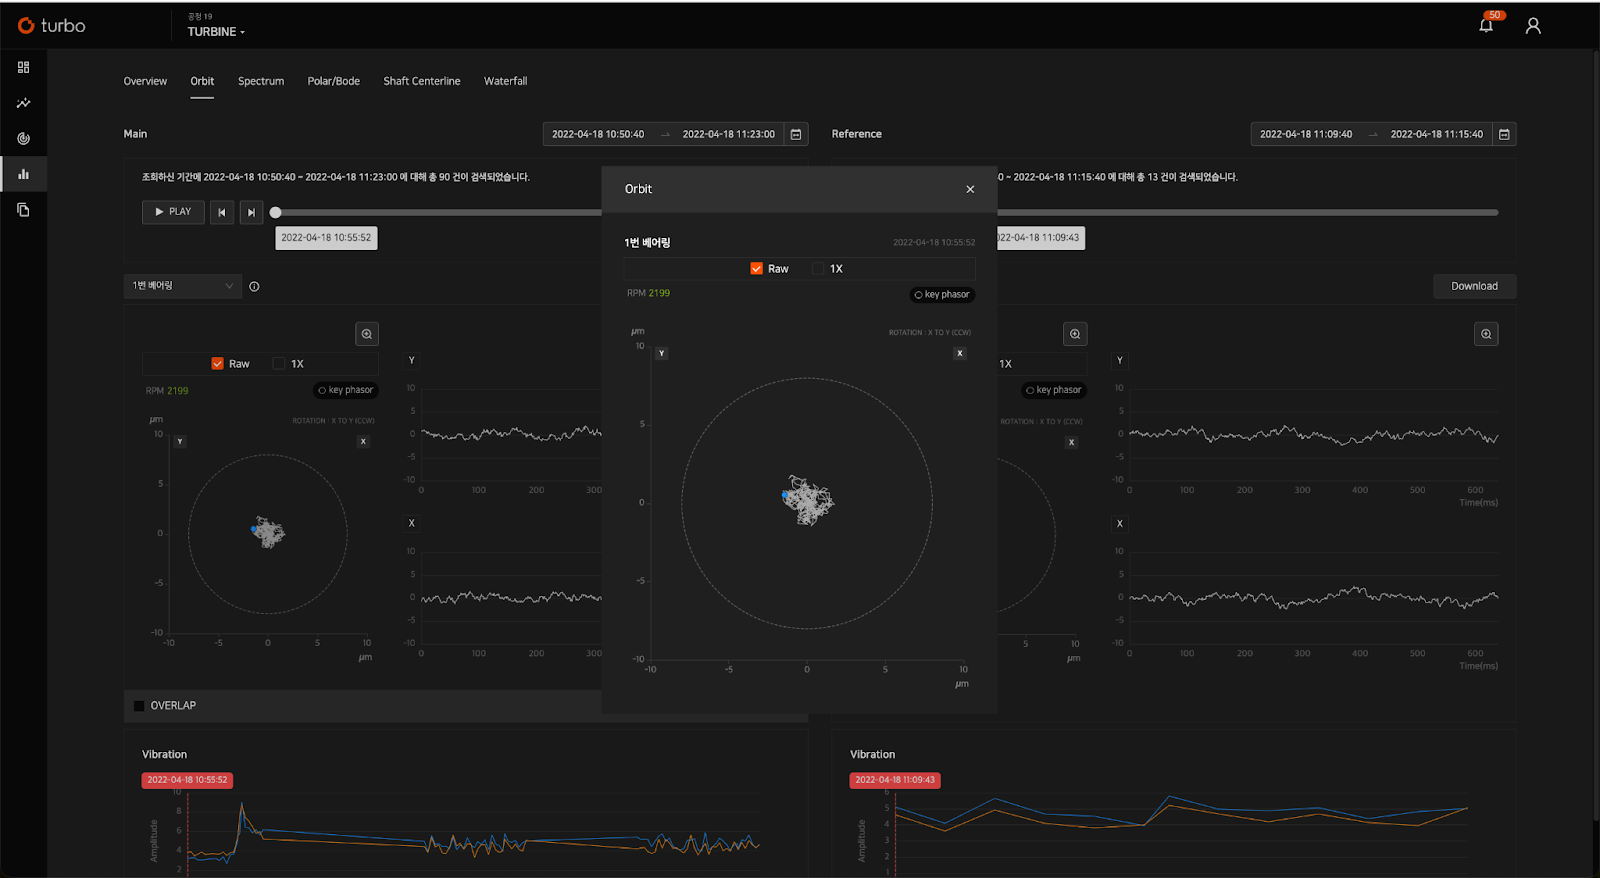 turbo
공정 19
TURBINE
50
Overview
Orbit
Spectrum
Polar/Bode
Shaft Centerline
Waterfall
Main
2022-04-18 10:50:40 → 2022-04-18 11:23:00
Reference
2022-04-18 11:09:40 → 2022-04-18 11:15:40
조회하신 기간에 2022-04-18 10:50:40 ~ 2022-04-18 11:23:00 에 대해 총 90 건이 검색되었습니다.
PLAY
2022-04-18 10:55:52
0 ~ 2022-04-18 11:15:40 에 대해 총 13 건이 검색되었습니다.
022-04-18 11:09:43
1번 베어링
Download
Raw
1X
RPM 2199
key phasor
μm
ROTATION : X TO Y (CCW)
10
Y
X
5
0
-5
-10
-10 -5 0 5 10
μm
Y
10
5
0
-5
-10
0 100 200 300
X
10
5
0
-5
-10
0 100 200 300
OVERLAP
Orbit
1번 베어링
2022-04-18 10:55:52
Raw
1X
RPM 2199
key phasor
μm
ROTATION : X TO Y (CCW)
10
Y
X
5
0
-5
-10
-10 -5 0 5 10
μm
1X
key phasor
ROTATION : X TO Y (CCW)
X
5 10
μm
Y
10
5
0
-5
-10
0 100 200 300 400 500 600
Time(ms)
X
10
5
0
-5
-10
0 100 200 300 400 500 600
Time(ms)
Vibration
2022-04-18 10:55:52
10
8
6
4
2
Amplitude
Vibration
2022-04-18 11:09:43
6
5
4
3
2
1
Amplitude